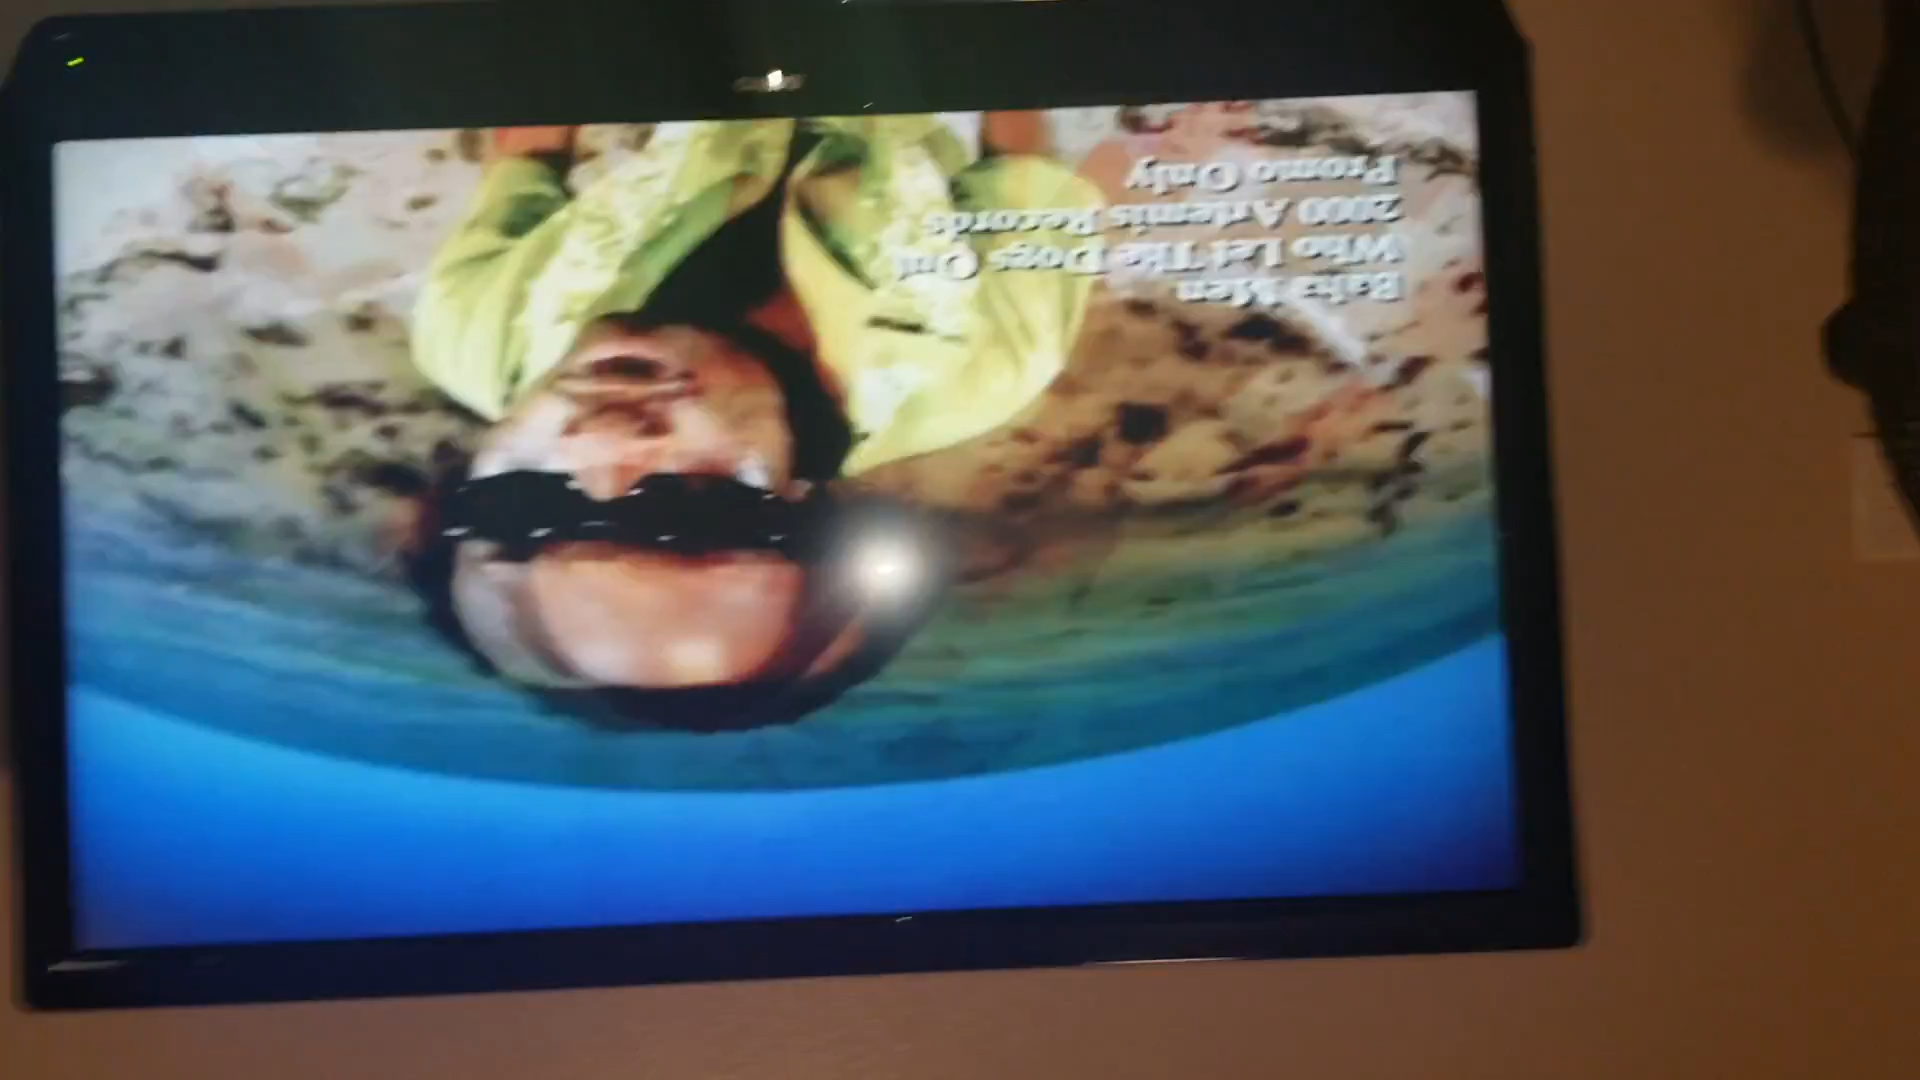 Baha Men
Who Let The Dogs Out
2000 Artemis Records
Promo Only